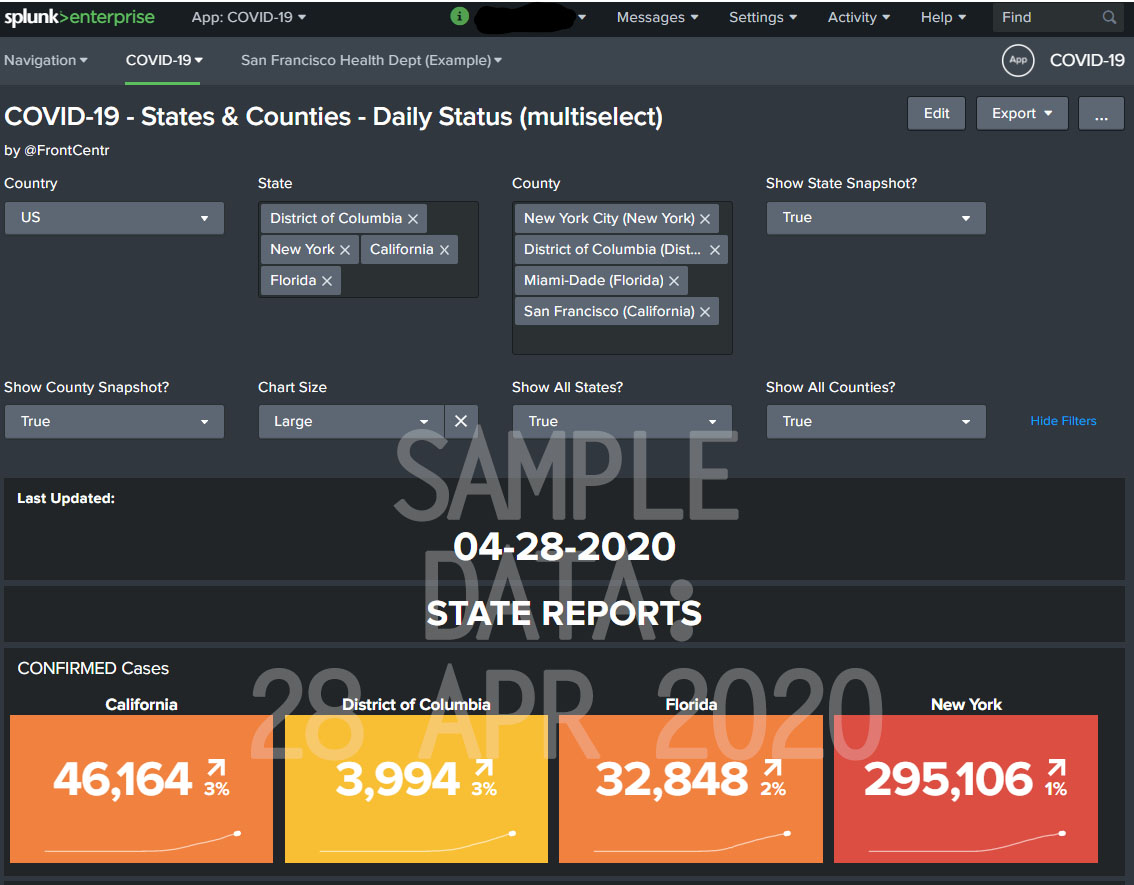 splunk>enterprise App: COVID-19 i Messages Settings Activity Help Find
Navigation COVID-19 San Francisco Health Dept (Example) App COVID-19
COVID-19 - States & Counties - Daily Status (multiselect) Edit Export ...
by @FrontCentr
Country State County Show State Snapshot?
US District of Columbia New York City (New York) True
New York California District of Columbia (Dist...
Florida Miami-Dade (Florida)
San Francisco (California)
Show County Snapshot? Chart Size Show All States? Show All Counties?
True Large True True Hide Filters
SAMPLE
Last Updated:
04-28-2020
DATA:
STATE REPORTS
CONFIRMED Cases
28 APR 2020
California District of Columbia Florida New York
46,164 3% 3,994 3% 32,848 2% 295,106 1%